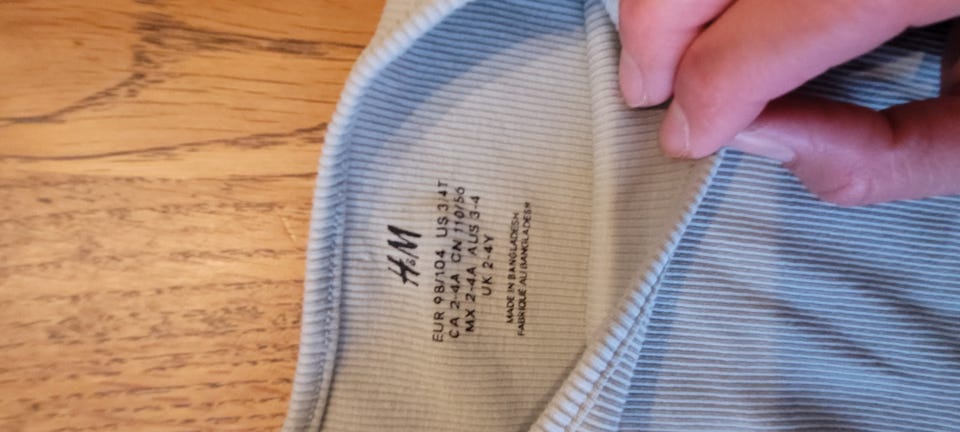 H&M
EUR 98/104 US 3-4T
CA 2-4A CN 110/56
MX 2-4A AUS 3-4
UK 2-4Y
MADE IN BANGLADESH
FABRIQUÉ AU BANGLADESH